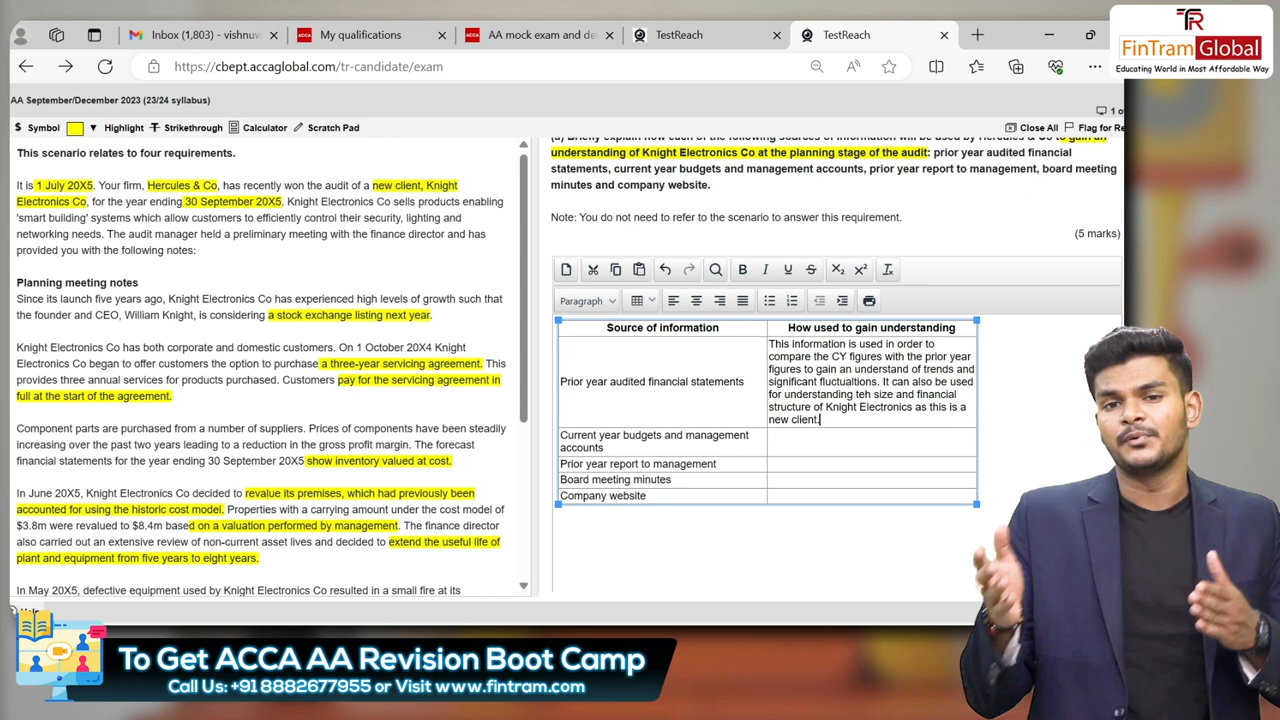 Inbox (1,803) - vishnuv
My qualifications
AA mock exam and de
TestReach
TestReach
https://cbept.accaglobal.com/tr-candidate/exam
FinTram Global
Educating World in Most Affordable Way
AA September/December 2023 (23/24 syllabus)
1 o
$ Symbol
Highlight
Strikethrough
Calculator
Scratch Pad
Close All
Flag for Re
This scenario relates to four requirements.
It is 1 July 20X5. Your firm, Hercules & Co, has recently won the audit of a new client, Knight
Electronics Co, for the year ending 30 September 20X5. Knight Electronics Co sells products enabling
'smart building' systems which allow customers to efficiently control their security, lighting and
networking needs. The audit manager held a preliminary meeting with the finance director and has
provided you with the following notes:
Planning meeting notes
Since its launch five years ago, Knight Electronics Co has experienced high levels of growth such that
the founder and CEO, William Knight, is considering a stock exchange listing next year.
Knight Electronics Co has both corporate and domestic customers. On 1 October 20X4 Knight
Electronics Co began to offer customers the option to purchase a three-year servicing agreement. This
provides three annual services for products purchased. Customers pay for the servicing agreement in
full at the start of the agreement.
Component parts are purchased from a number of suppliers. Prices of components have been steadily
increasing over the past two years leading to a reduction in the gross profit margin. The forecast
financial statements for the year ending 30 September 20X5 show inventory valued at cost.
In June 20X5, Knight Electronics Co decided to revalue its premises, which had previously been
accounted for using the historic cost model. Properties with a carrying amount under the cost model of
$3.8m were revalued to $8.4m based on a valuation performed by management. The finance director
also carried out an extensive review of non-current asset lives and decided to extend the useful life of
plant and equipment from five years to eight years.
In May 20X5, defective equipment used by Knight Electronics Co resulted in a small fire at its
(a) Briefly explain how each of the following sources of information will be used by Hercules & Co to gain an
understanding of Knight Electronics Co at the planning stage of the audit: prior year audited financial
statements, current year budgets and management accounts, prior year report to management, board meeting
minutes and company website.
Note: You do not need to refer to the scenario to answer this requirement.
(5 marks)
Paragraph
Source of information
How used to gain understanding
Prior year audited financial statements
This information is used in order to
compare the CY figures with the prior year
figures to gain an understand of trends and
significant fluctuations. It can also be used
for understanding teh size and financial
structure of Knight Electronics as this is a
new client.
Current year budgets and management
accounts
Prior year report to management
Board meeting minutes
Company website
To Get ACCA AA Revision Boot Camp
Call Us: +91 8882677955 or Visit www.fintram.com